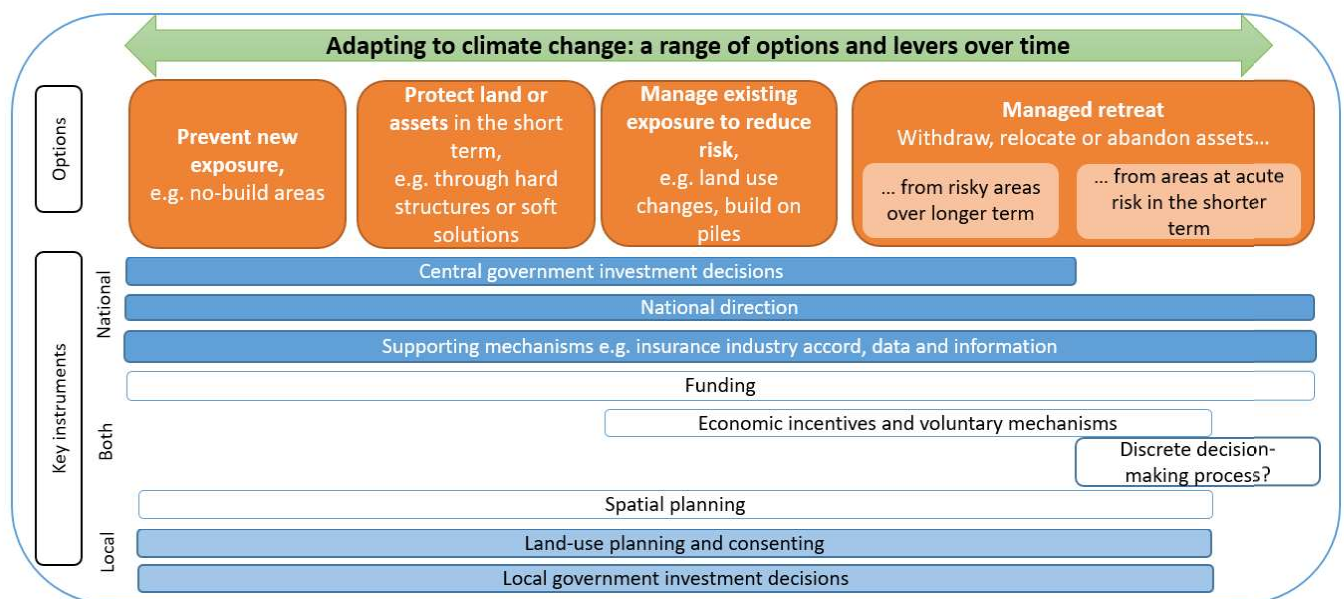 Adapting to climate change: a range of options and levers over time
Options
Prevent new
exposure,
e.g. no-build areas
Protect land or
assets in the short
term,
e.g. through hard
structures or soft
solutions
Manage existing
exposure to reduce
risk,
e.g. land use
changes, build on
piles
Managed retreat
Withdraw, relocate or abandon assets...
... from risky areas
over longer term
... from areas at acute
risk in the shorter
term
Key instruments
National
Central government investment decisions
National direction
Supporting mechanisms e.g. insurance industry accord, data and information
Both
Funding
Economic incentives and voluntary mechanisms
Discrete decision-
making process?
Spatial planning
Local
Land-use planning and consenting
Local government investment decisions